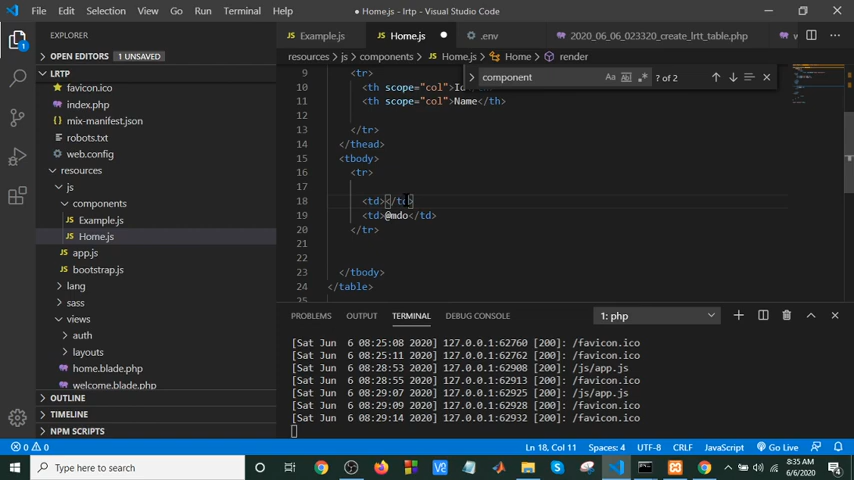 File Edit Selection View Go Run Terminal Help
● Home.js - lrtp - Visual Studio Code
EXPLORER
Example.js
Home.js ●
.env
2020_06_06_023320_create_lrtt_table.php
w
OPEN EDITORS 1 UNSAVED
resources > js > components > Home.js > Home > render
LRTP
component
Aa
? of 2
favicon.ico
index.php
mix-manifest.json
robots.txt
web.config
resources
js
components
Example.js
Home.js
app.js
bootstrap.js
lang
sass
views
auth
layouts
home.blade.php
welcome.blade.php
OUTLINE
TIMELINE
NPM SCRIPTS
9 <tr>
10 <th scope="col">Id
11 <th scope="col">Name</th>
12
13 </tr>
14 </thead>
15 <tbody>
16 <tr>
17
18 <td></td>
19 <td>@mdo</td>
20 </tr>
21
22
23 </tbody>
24 </table>
25
PROBLEMS OUTPUT TERMINAL DEBUG CONSOLE 1: php
[Sat Jun 6 08:25:08 2020] 127.0.0.1:62760 [200]: /favicon.ico
[Sat Jun 6 08:25:11 2020] 127.0.0.1:62762 [200]: /favicon.ico
[Sat Jun 6 08:28:53 2020] 127.0.0.1:62908 [200]: /js/app.js
[Sat Jun 6 08:28:55 2020] 127.0.0.1:62913 [200]: /favicon.ico
[Sat Jun 6 08:29:07 2020] 127.0.0.1:62925 [200]: /js/app.js
[Sat Jun 6 08:29:09 2020] 127.0.0.1:62928 [200]: /favicon.ico
[Sat Jun 6 08:29:14 2020] 127.0.0.1:62932 [200]: /favicon.ico
0 0
Ln 18, Col 11 Spaces: 4 UTF-8 CRLF JavaScript Go Live
Type here to search
8:35 AM
6/6/2020